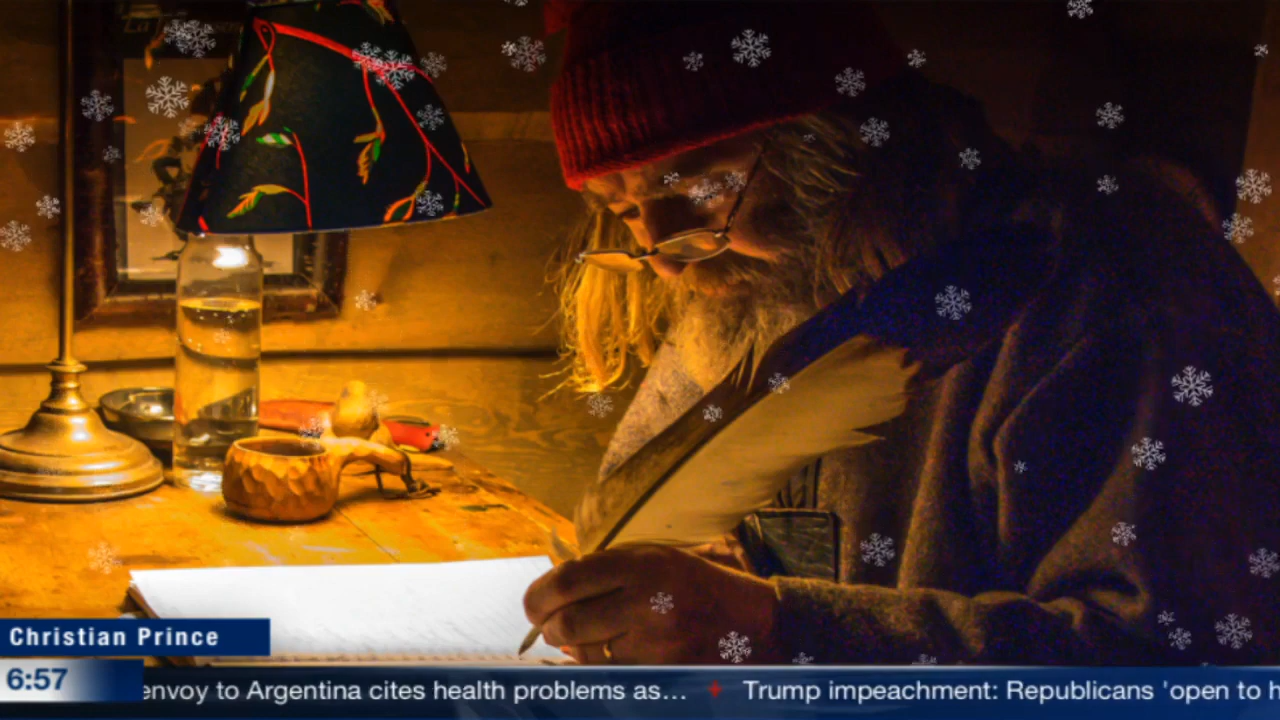 Christian Prince
6:57
envoy to Argentina cites health problems as... Trump impeachment: Republicans 'open to h